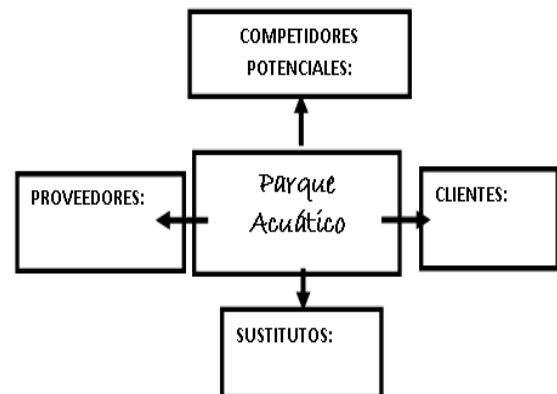 COMPETIDORES
POTENCIALES:
Parque
Acuático
PROVEEDORES:
CLIENTES:
SUSTITUTOS: